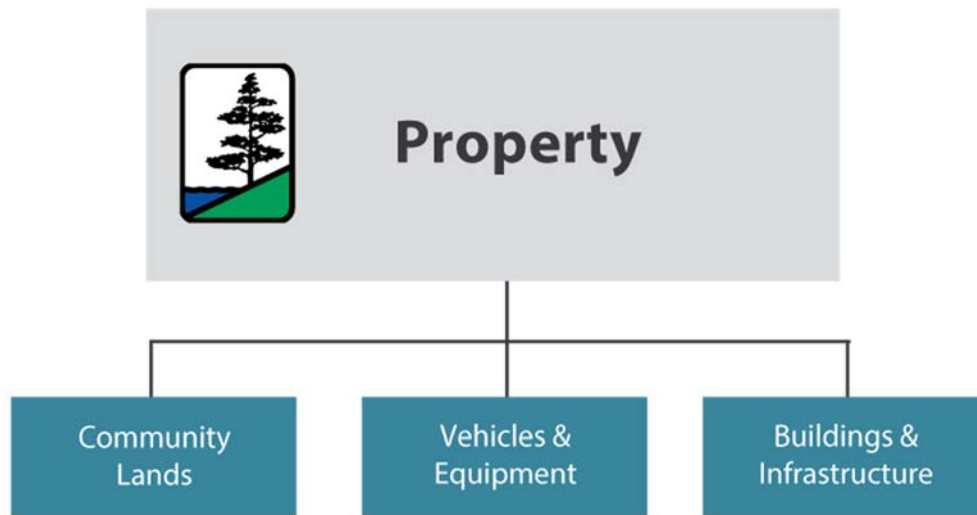 Property
Community
Lands
Vehicles &
Equipment
Buildings &
Infrastructure